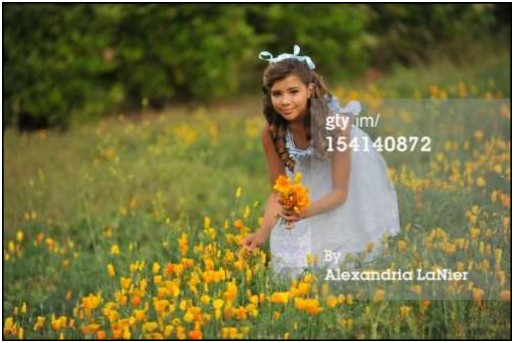 gty.im/
154140872
By
Alexandria LaNier